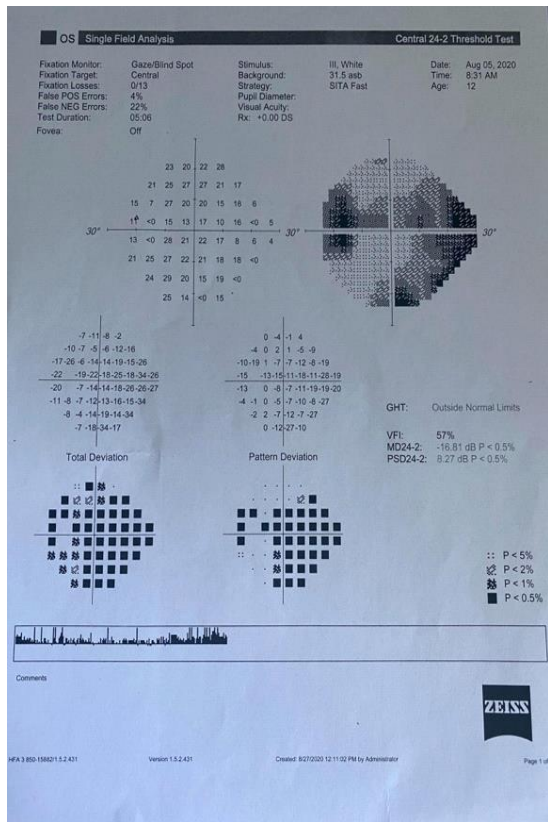 OS Single Field Analysis Central 24-2 Threshold Test
Fixation Monitor: Gaze/Blind Spot Stimulus: III, White Date: Aug 05, 2020
Fixation Target: Central Background: 31.5 asb Time: 8:31 AM
Fixation Losses: 0/13 Strategy: SITA Fast Age: 12
False POS Errors: 4% Pupil Diameter:
False NEG Errors: 22% Visual Acuity:
Test Duration: 05:06 Rx: +0.00 DS
Fovea: Off
23 20 22 28
21 25 27 27 21 17
15 7 27 20 20 15 16 6
11 <0 15 13 17 10 16 <0 5
30° 30° 30°
13 <0 28 21 22 17 8 6 4
21 25 27 22 21 18 18 <0
24 29 20 15 19 <0
25 14 <0 15
-7 -11 -8 -2 0 -4 -1 4
-10 -7 -5 -6 -12 -16 -4 0 2 1 -5 -9
-17 -26 -6 -14 -14 -19 -15 -26 -10 -19 1 -7 -7 -12 -8 -19
-22 -19 -22 -18 -25 -18 -34 -26 -15 -13 -15 -11 -18 -11 -28 -19
-20 -7 -14 -14 -18 -26 -26 -27 -13 0 -8 -7 -11 -19 -19 -20
-11 -8 -7 -12 -13 -16 -15 -34 -4 -1 0 -5 -7 -10 -8 -27
-8 -4 -14 -19 -14 -34 -2 2 -7 -12 -7 -27
-7 -18 -34 -17 0 -12 -27 -10
GHT: Outside Normal Limits
VFI: 57%
MD24-2: -16.81 dB P < 0.5%
PSD24-2: 8.27 dB P < 0.5%
Total Deviation Pattern Deviation
P < 5%
P < 2%
P < 1%
P < 0.5%
Comments
ZEISS
HFA 3 850-15882/1.5.2.431 Version 1.5.2.431 Created: 8/27/2020 12:11:02 PM by Administrator Page 1 of